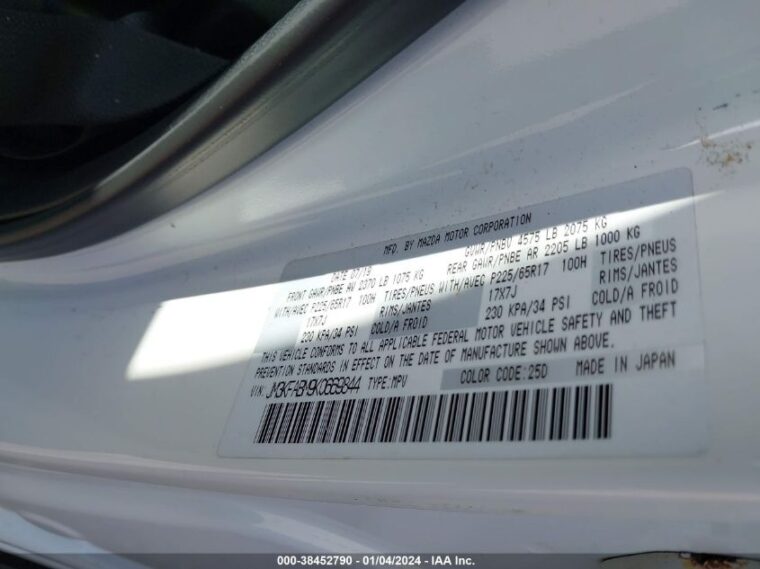 MFD. BY MAZDA MOTOR CORPORATION
DATE 07/19 GVWR/PNBV 4575 LB 2075 KG
FRONT GAWR/PNBE AV 2370 LB 1075 KG REAR GAWR/PNBE AR 2205 LB 1000 KG
WITH/AVEC P225/65R17 100H TIRES/PNEUS WITH/AVEC P225/65R17 100H TIRES/PNEUS
17X7J RIMS/JANTES 17X7J RIMS/JANTES
230 KPA/34 PSI COLD/A FROID 230 KPA/34 PSI COLD/A FROID
THIS VEHICLE CONFORMS TO ALL APPLICABLE FEDERAL MOTOR VEHICLE SAFETY AND THEFT
PREVENTION STANDARDS IN EFFECT ON THE DATE OF MANUFACTURE SHOWN ABOVE.
VIN: JM3KFABM9K0669844 TYPE:MPV COLOR CODE:25D MADE IN JAPAN
000-38452790 - 01/04/2024 - IAA Inc.